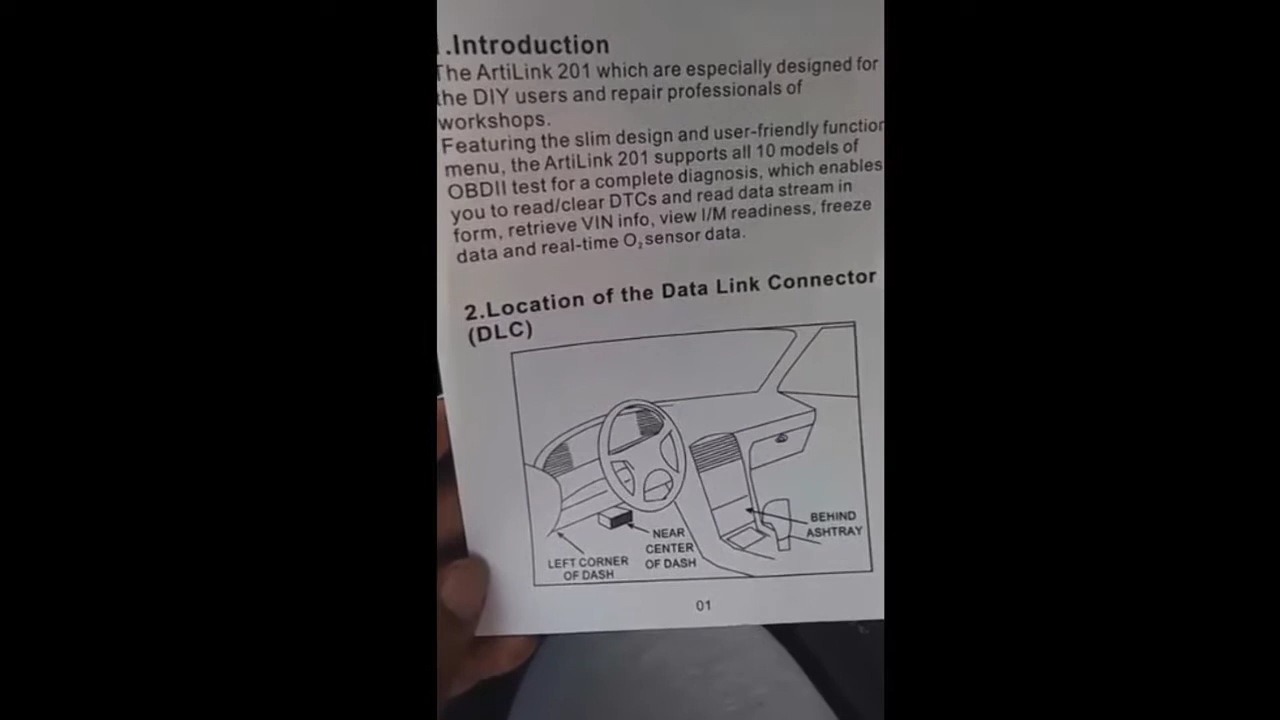 .Introduction
The ArtiLink 201 which are especially designed for
the DIY users and repair professionals of
workshops.
Featuring the slim design and user-friendly function
menu, the ArtiLink 201 supports all 10 models of
OBDII test for a complete diagnosis, which enables
you to read/clear DTCs and read data stream in
form, retrieve VIN info, view I/M readiness, freeze
data and real-time O₂sensor data.
2.Location of the Data Link Connector
(DLC)
BEHIND
ASHTRAY
NEAR
CENTER
OF DASH
LEFT CORNER
OF DASH
01